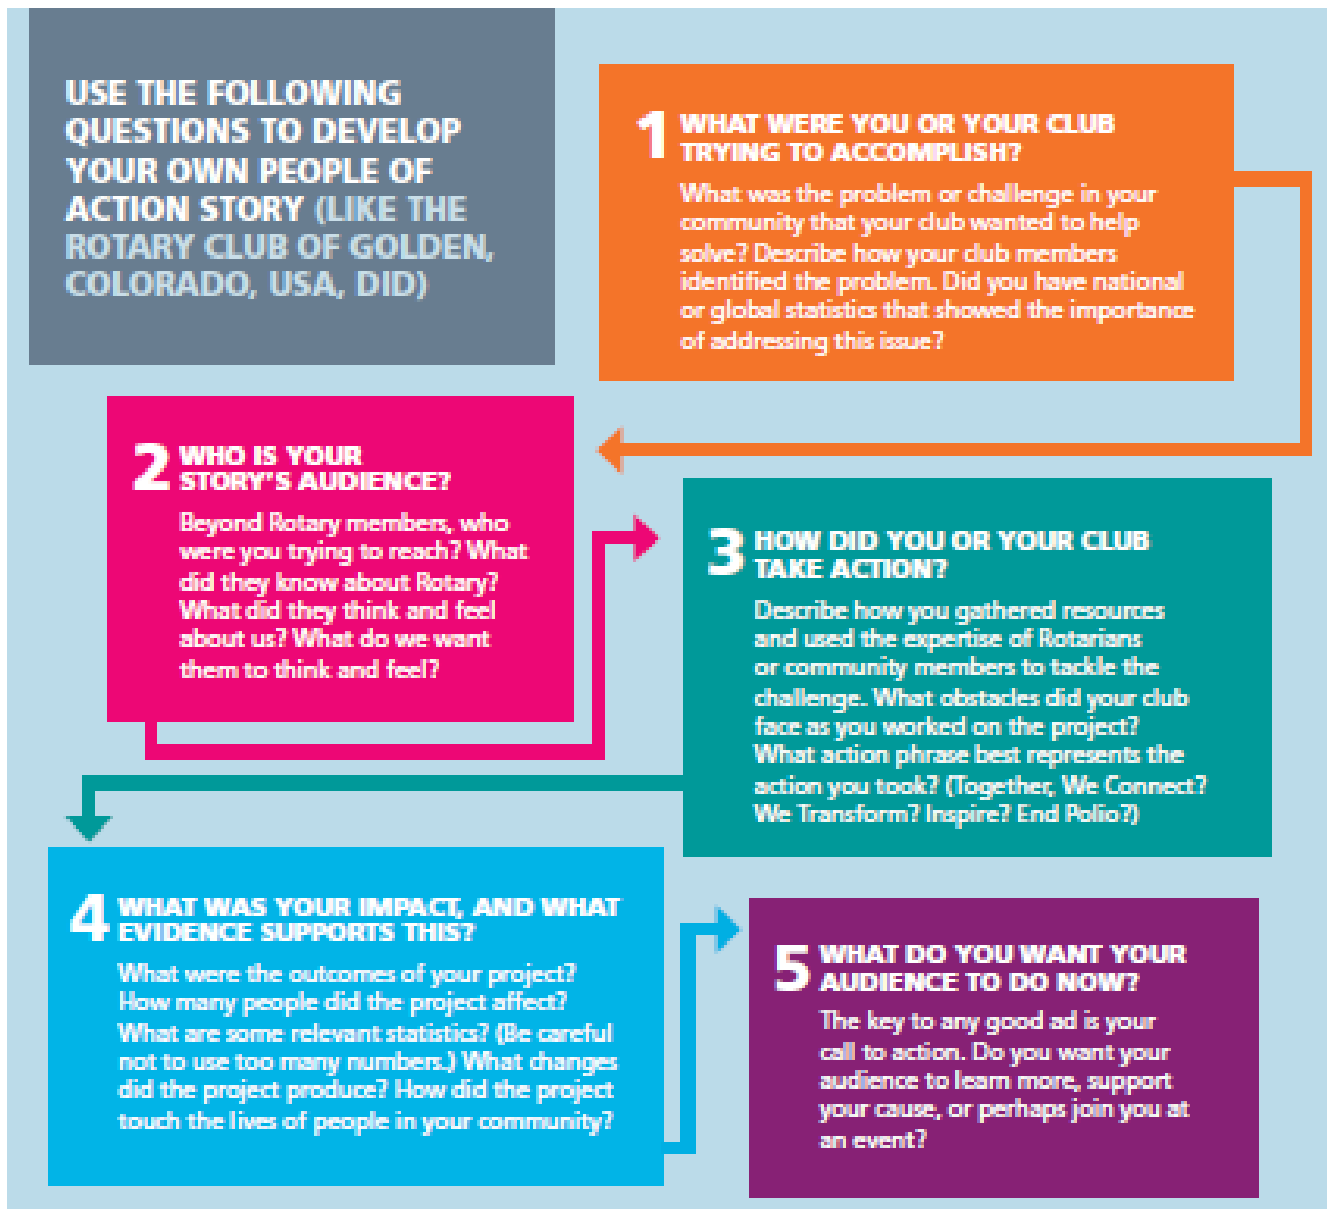 USE THE FOLLOWING
QUESTIONS TO DEVELOP
YOUR OWN PEOPLE OF
ACTION STORY (LIKE THE
ROTARY CLUB OF GOLDEN,
COLORADO, USA, DID)
1 WHAT WERE YOU OR YOUR CLUB
TRYING TO ACCOMPLISH?
What was the problem or challenge in your
community that your club wanted to help
solve? Describe how your club members
identified the problem. Did you have national
or global statistics that showed the importance
of addressing this issue?
2 WHO IS YOUR
STORY'S AUDIENCE?
Beyond Rotary members, who
were you trying to reach? What
did they know about Rotary?
What did they think and feel
about us? What do we want
them to think and feel?
3 HOW DID YOU OR YOUR CLUB
TAKE ACTION?
Describe how you gathered resources
and used the expertise of Rotarians
or community members to tackle the
challenge. What obstacles did your club
face as you worked on the project?
What action phrase best represents the
action you took? (Together, We Connect?
We Transform? Inspire? End Polio?)
4 WHAT WAS YOUR IMPACT, AND WHAT
EVIDENCE SUPPORTS THIS?
What were the outcomes of your project?
How many people did the project affect?
What are some relevant statistics? (Be careful
not to use too many numbers.) What changes
did the project produce? How did the project
touch the lives of people in your community?
5 WHAT DO YOU WANT YOUR
AUDIENCE TO DO NOW?
The key to any good ad is your
call to action. Do you want your
audience to learn more, support
your cause, or perhaps join you at
an event?